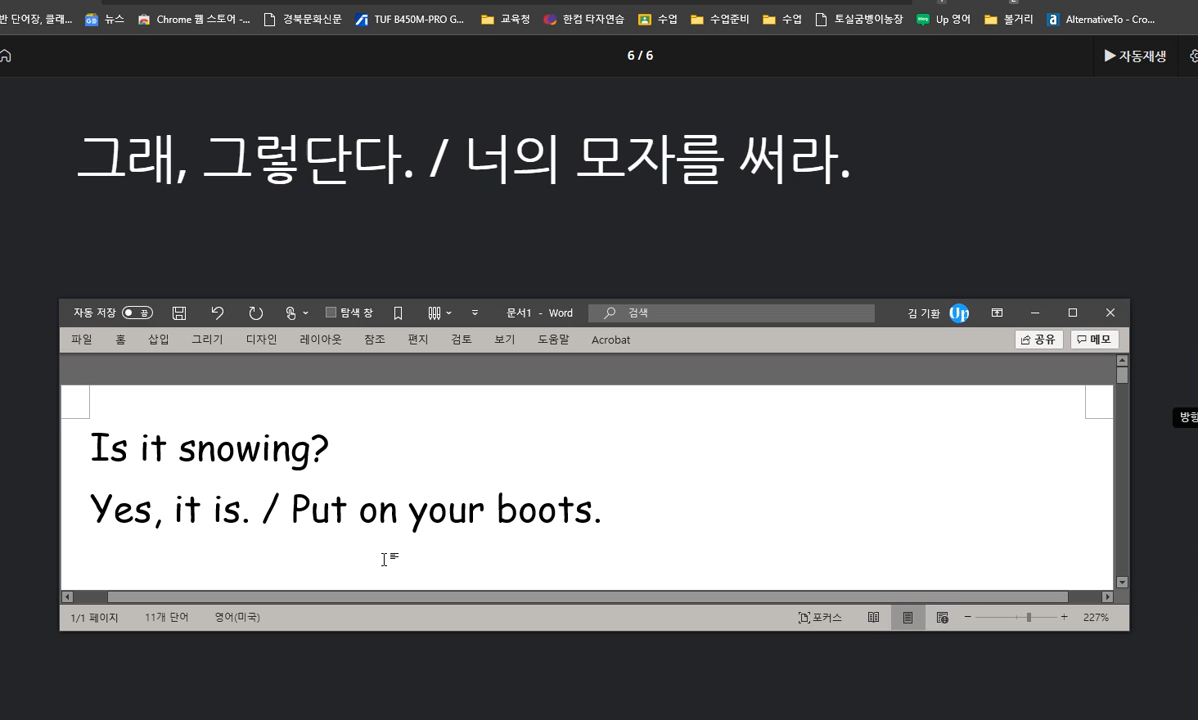 반 단어장, 클래... 뉴스 Chrome 웹 스토어 -... 경북문화신문 TUF B450M-PRO G... 교육청 한컴 타자연습 수업 수업준비 수업 토실굼벵이농장 Up 영어 볼거리 AlternativeTo - Cro...
6 / 6 ▶ 자동재생
그래, 그렇단다. / 너의 모자를 써라.
자동 저장 끔 탐색 창 문서1 - Word 검색 김 기환 Up
파일 홈 삽입 그리기 디자인 레이아웃 참조 편지 검토 보기 도움말 Acrobat 공유 메모
방향
Is it snowing?
Yes, it is. / Put on your boots.
1/1 페이지 11개 단어 영어(미국) 포커스 227%